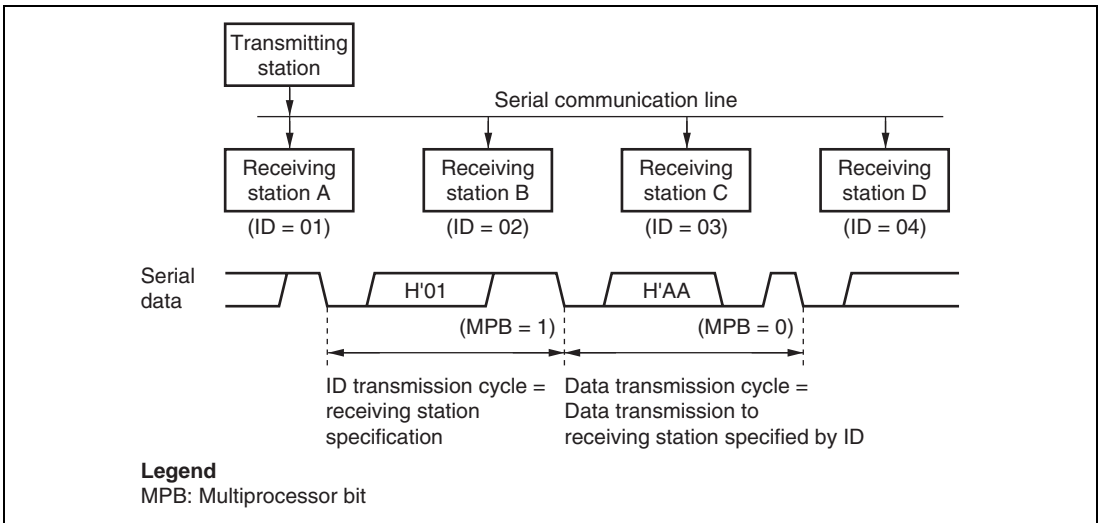 Transmitting
station
Serial communication line
Receiving
station A
Receiving
station B
Receiving
station C
Receiving
station D
(ID = 01)
(ID = 02)
(ID = 03)
(ID = 04)
Serial
data
H'01
H'AA
(MPB = 1)
(MPB = 0)
ID transmission cycle =
receiving station
specification
Data transmission cycle =
Data transmission to
receiving station specified by ID
Legend
MPB: Multiprocessor bit